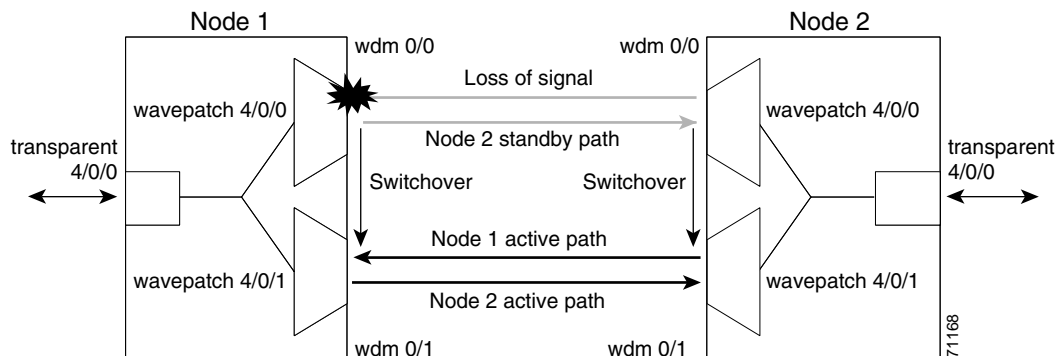 Node 1
Node 2
wdm 0/0
wdm 0/0
Loss of signal
wavepatch 4/0/0
wavepatch 4/0/0
Node 2 standby path
transparent
4/0/0
transparent
4/0/0
Switchover
Switchover
Node 1 active path
wavepatch 4/0/1
wavepatch 4/0/1
Node 2 active path
wdm 0/1
wdm 0/1
71168